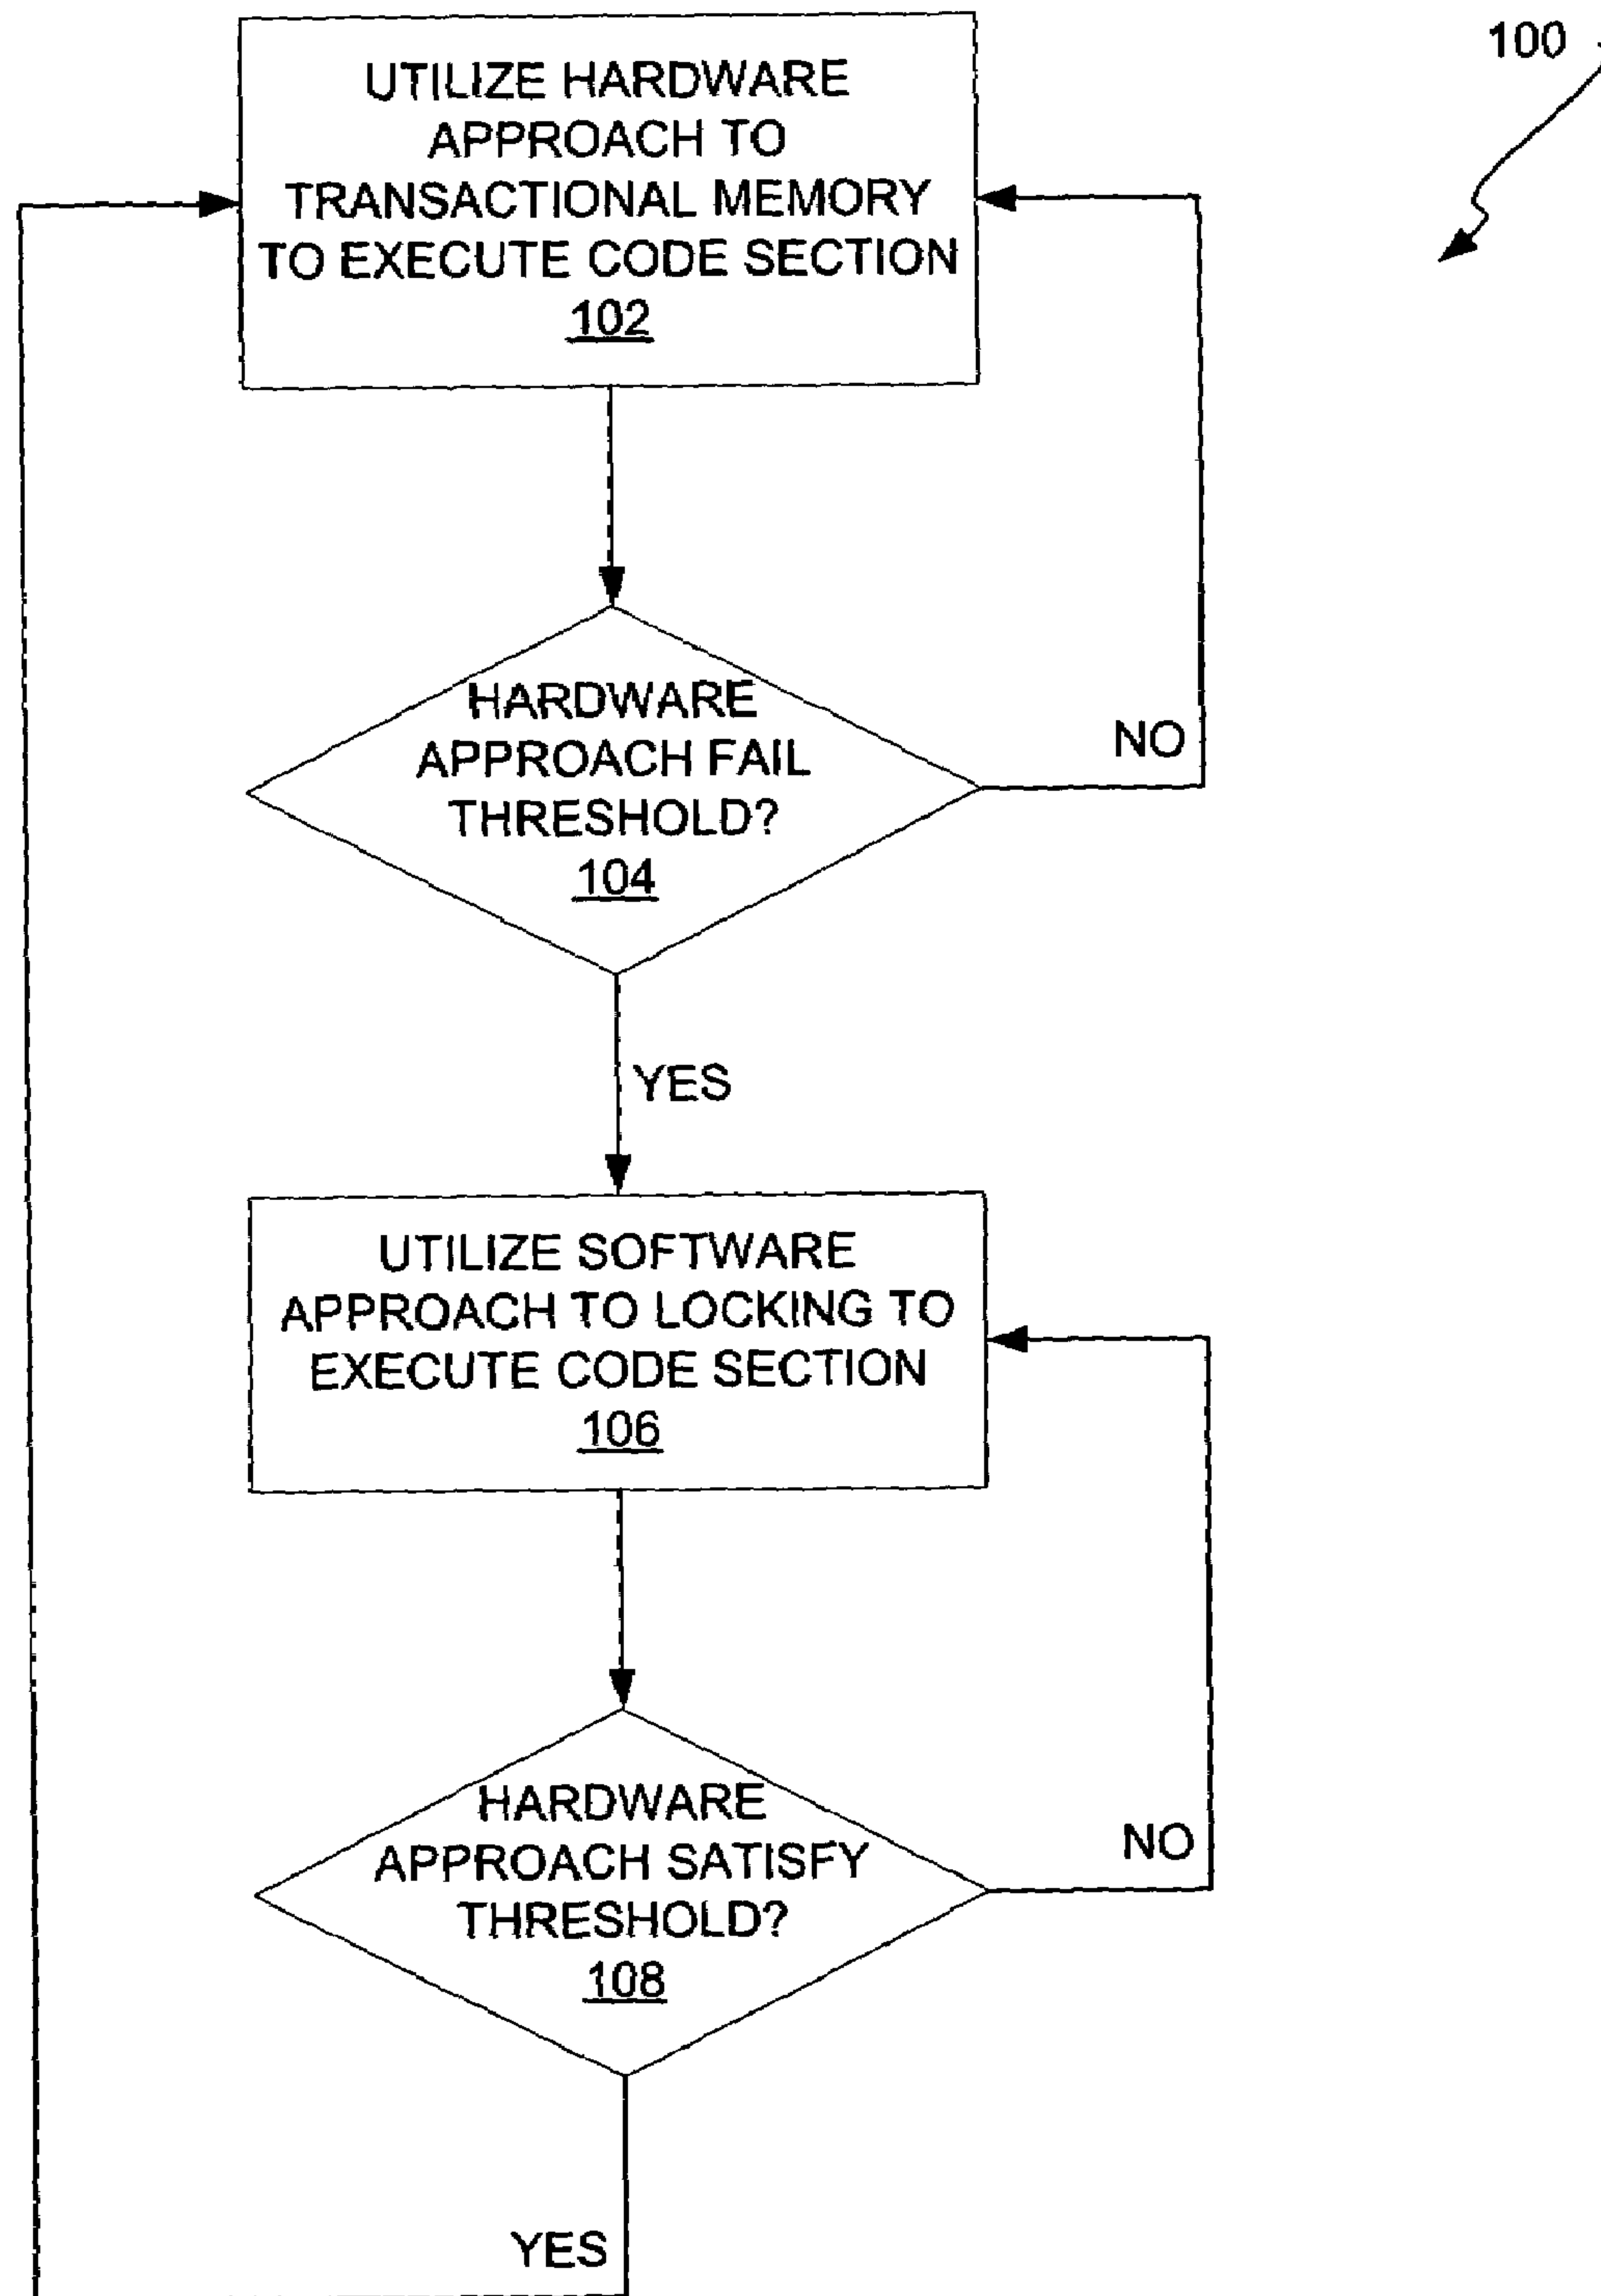 100
UTILIZE HARDWARE
APPROACH TO
TRANSACTIONAL MEMORY
TO EXECUTE CODE SECTION
102
HARDWARE
APPROACH FAIL
THRESHOLD?
104
NO
YES
UTILIZE SOFTWARE
APPROACH TO LOCKING TO
EXECUTE CODE SECTION
106
HARDWARE
APPROACH SATISFY
THRESHOLD?
108
NO
YES